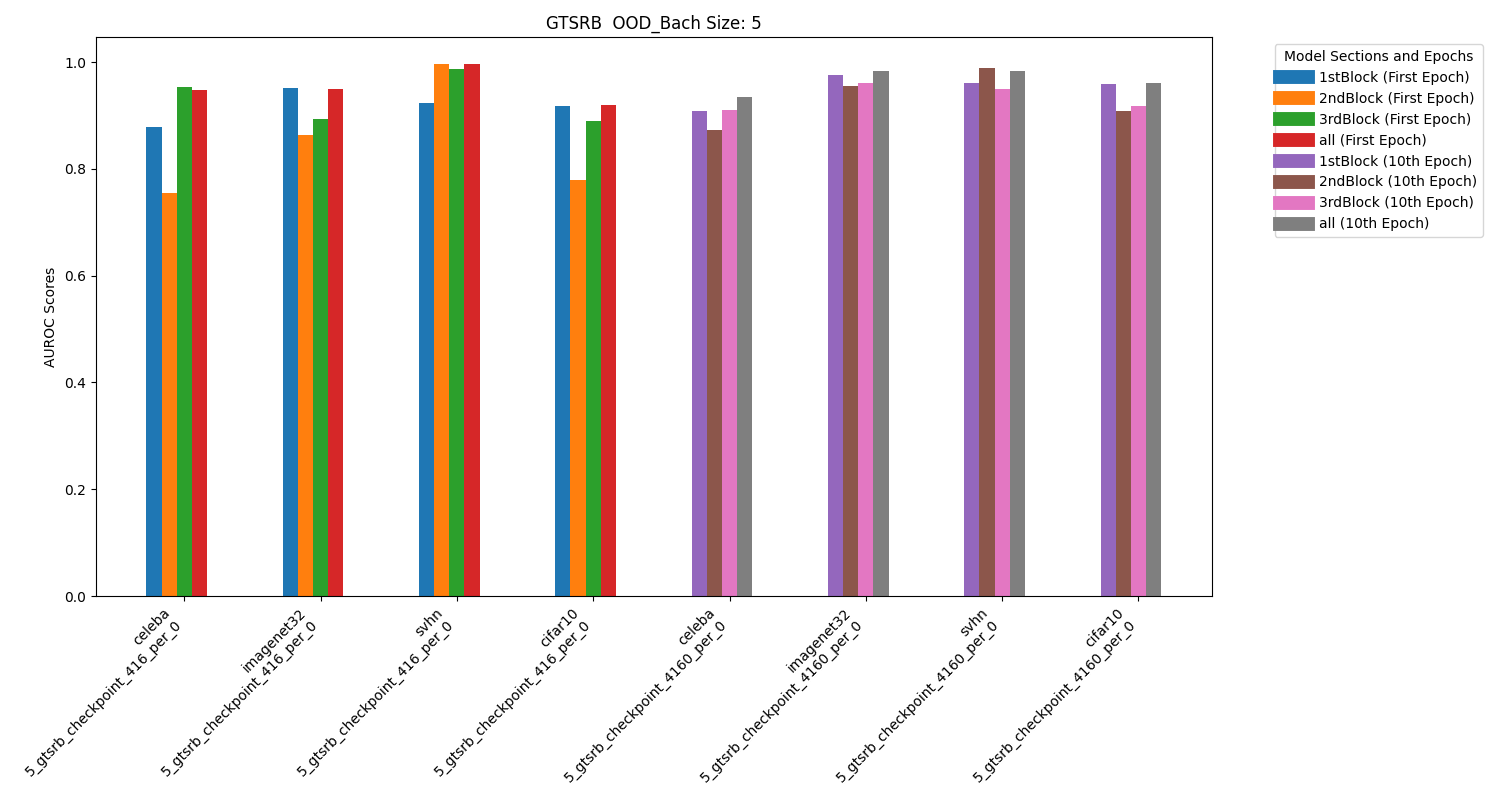 GTSRB  OOD_Bach Size: 5
AUROC Scores
1.0
0.8
0.6
0.4
0.2
0.0
celeba
5_gtsrb_checkpoint_416_per_0
imagenet32
5_gtsrb_checkpoint_416_per_0
svhn
5_gtsrb_checkpoint_416_per_0
cifar10
5_gtsrb_checkpoint_416_per_0
celeba
5_gtsrb_checkpoint_4160_per_0
imagenet32
5_gtsrb_checkpoint_4160_per_0
svhn
5_gtsrb_checkpoint_4160_per_0
cifar10
5_gtsrb_checkpoint_4160_per_0
Model Sections and Epochs
1stBlock (First Epoch)
2ndBlock (First Epoch)
3rdBlock (First Epoch)
all (First Epoch)
1stBlock (10th Epoch)
2ndBlock (10th Epoch)
3rdBlock (10th Epoch)
all (10th Epoch)